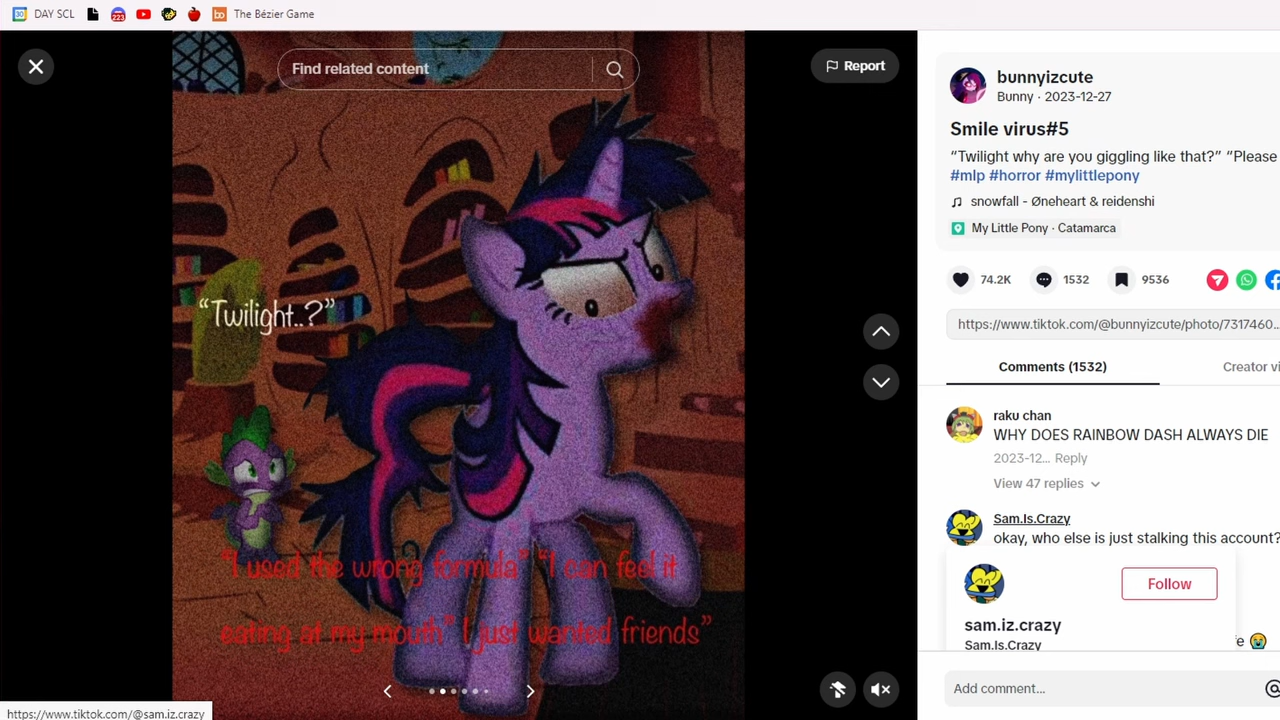 DAY SCL
223
The Bézier Game
Find related content
Report
"Twilight..?"
"I used the wrong formula" "I can feel it
eating at my mouth" I just wanted friends"
bunnyizcute
Bunny · 2023-12-27
Smile virus#5
"Twilight why are you giggling like that?" "Please
#mlp #horror #mylittlepony
snowfall - Øneheart & reidenshi
My Little Pony · Catamarca
74.2K
1532
9536
https://www.tiktok.com/@bunnyizcute/photo/7317460...
Comments (1532)
Creator vi
raku chan
WHY DOES RAINBOW DASH ALWAYS DIE
2023-12... Reply
View 47 replies
Sam.Is.Crazy
okay, who else is just stalking this account?
Follow
sam.iz.crazy
Sam.Is.Crazy
Add comment...
https://www.tiktok.com/@sam.iz.crazy